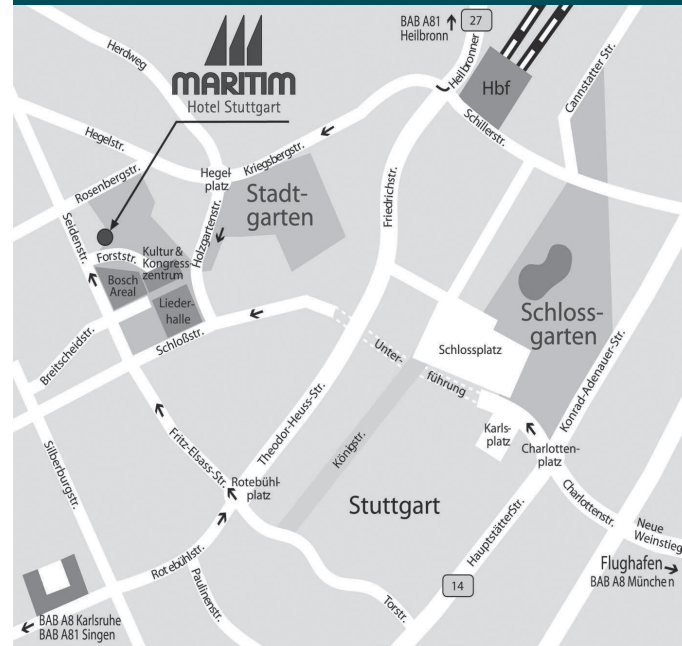 BAB A81
Heilbronn
27
Herdweg
MARITIM
Hotel Stuttgart
Heilbronner
Hbf
Cannstatter Str.
Hegelstr.
Kriegsbergstr.
Schillerstr.
Rosenbergstr.
Hegel-
platz
Stadt-
garten
Friedrichstr.
Seidenstr.
Holzgartenstr.
Forststr.
Kultur &
Kongress-
zentrum
Bosch
Areal
Lieder-
halle
Schloss-
garten
Breitscheidstr.
Schloßstr.
Unter-
führung
Schlossplatz
Konrad-Adenauer-Str.
Karls-
platz
Charlotten-
platz
Theodor-Heuss-Str.
Königstr.
Silberburgstr.
Fritz-Elsass-Str.
Rotebühl-
platz
Stuttgart
Hauptstätter Str.
Charlottenstr.
Neue
Weinstieg
Rotebühlstr.
Paulinenstr.
Torstr.
14
Flughafen
BAB A8 München
BAB A8 Karlsruhe
BAB A81 Singen